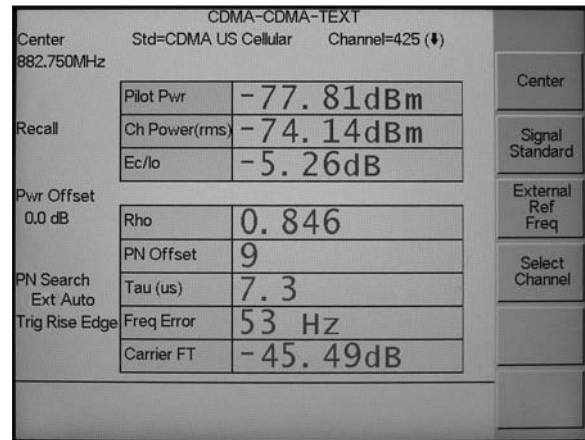 CDMA-CDMA-TEXT
Center Std=CDMA US Cellular Channel=425 (⬇)
882.750MHz
Pilot Pwr -77.81dBm
Recall Ch Power(rms) -74.14dBm
Ec/Io -5.26dB
Pwr Offset
0.0 dB Rho 0.846
PN Offset 9
PN Search Tau (us) 7.3
Ext Auto
Trig Rise Edge Freq Error 53 Hz
Carrier FT -45.49dB
Center
Signal
Standard
External
Ref
Freq
Select
Channel